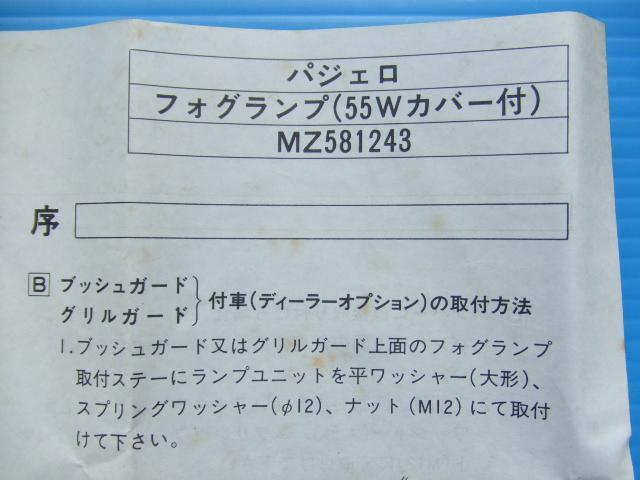 パジェロ
フォグランプ(55Wカバー付)
MZ581243
序
B ブッシュガード
グリルガード } 付車(ディーラーオプション)の取付方法
1.ブッシュガード又はグリルガード上面のフォグランプ
取付ステーにランプユニットを平ワッシャー(大形)、
スプリングワッシャー(φ12)、ナット(M12)にて取付
けて下さい。